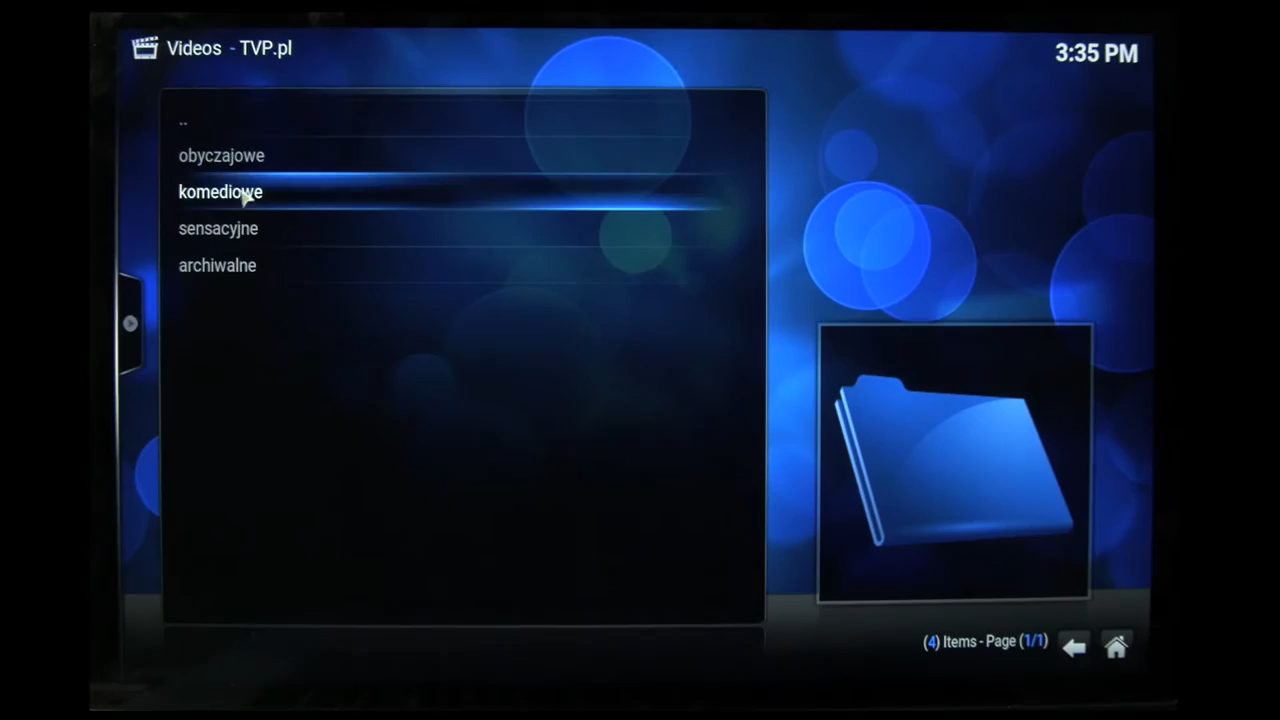 Videos - TVP.pl
3:35 PM
..
obyczajowe
komediowe
sensacyjne
archiwalne
(4) Items - Page (1/1)